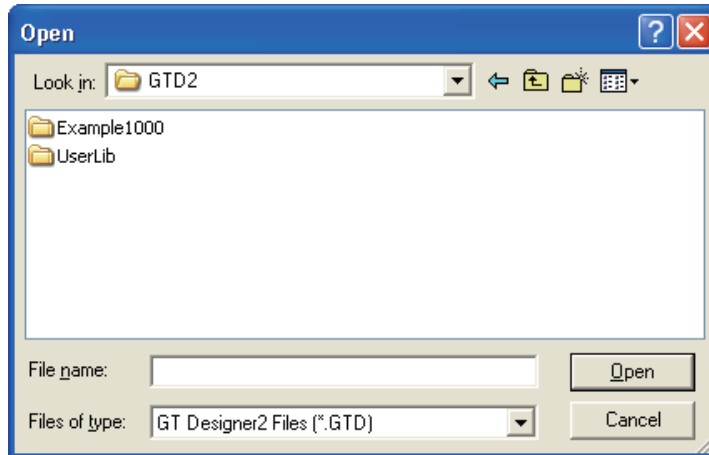 Open
Look in: GTD2
Example1000
UserLib
File name:
Open
Files of type: GT Designer2 Files (*.GTD)
Cancel